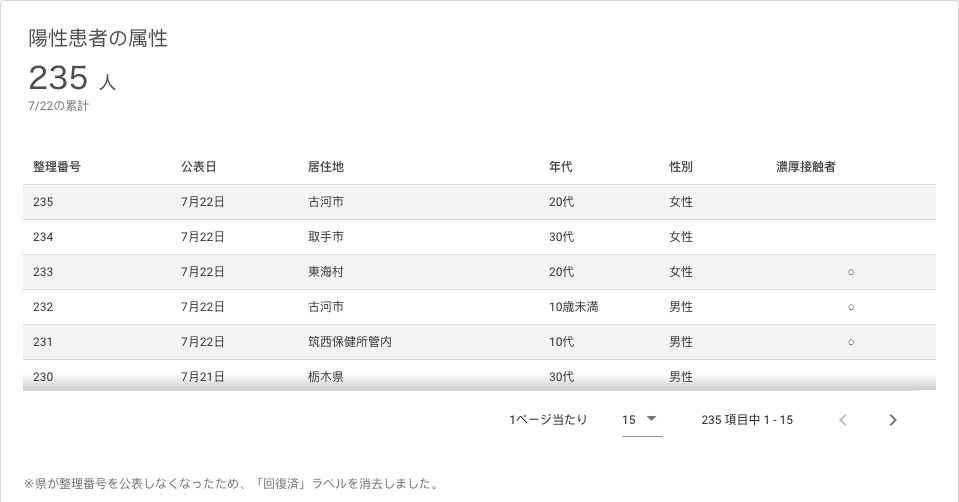 陽性患者の属性
235 人
7/22の累計
整理番号 公表日 居住地 年代 性別 濃厚接触者
235 7月22日 古河市 20代 女性
234 7月22日 取手市 30代 女性
233 7月22日 東海村 20代 女性 ○
232 7月22日 古河市 10歳未満 男性 ○
231 7月22日 筑西保健所管内 10代 男性 ○
230 7月21日 栃木県 30代 男性
1ページ当たり 15 235 項目中 1 - 15
※県が整理番号を公表しなくなったため、「回復済」ラベルを消去しました。